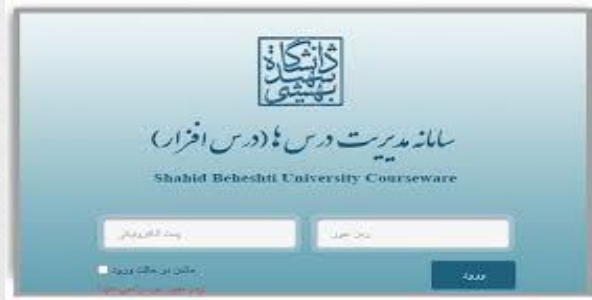 دانشگاه
شهید
بهشتی
سامانه مدیریت درس ها (درس افزار)
Shahid Beheshti University Courseware
رمز عبور
پست الکترونیکی
ورود
ماندن در حالت ورود